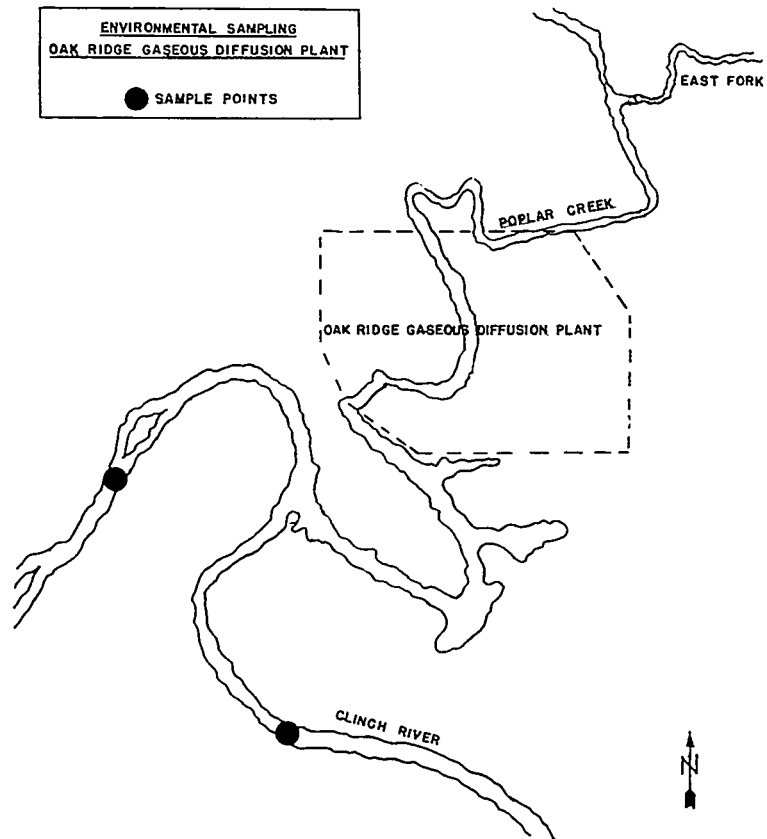 ENVIRONMENTAL SAMPLING
OAK RIDGE GASEOUS DIFFUSION PLANT
SAMPLE POINTS
EAST FORK
POPLAR CREEK
OAK RIDGE GASEOUS DIFFUSION PLANT
CLINCH RIVER
N